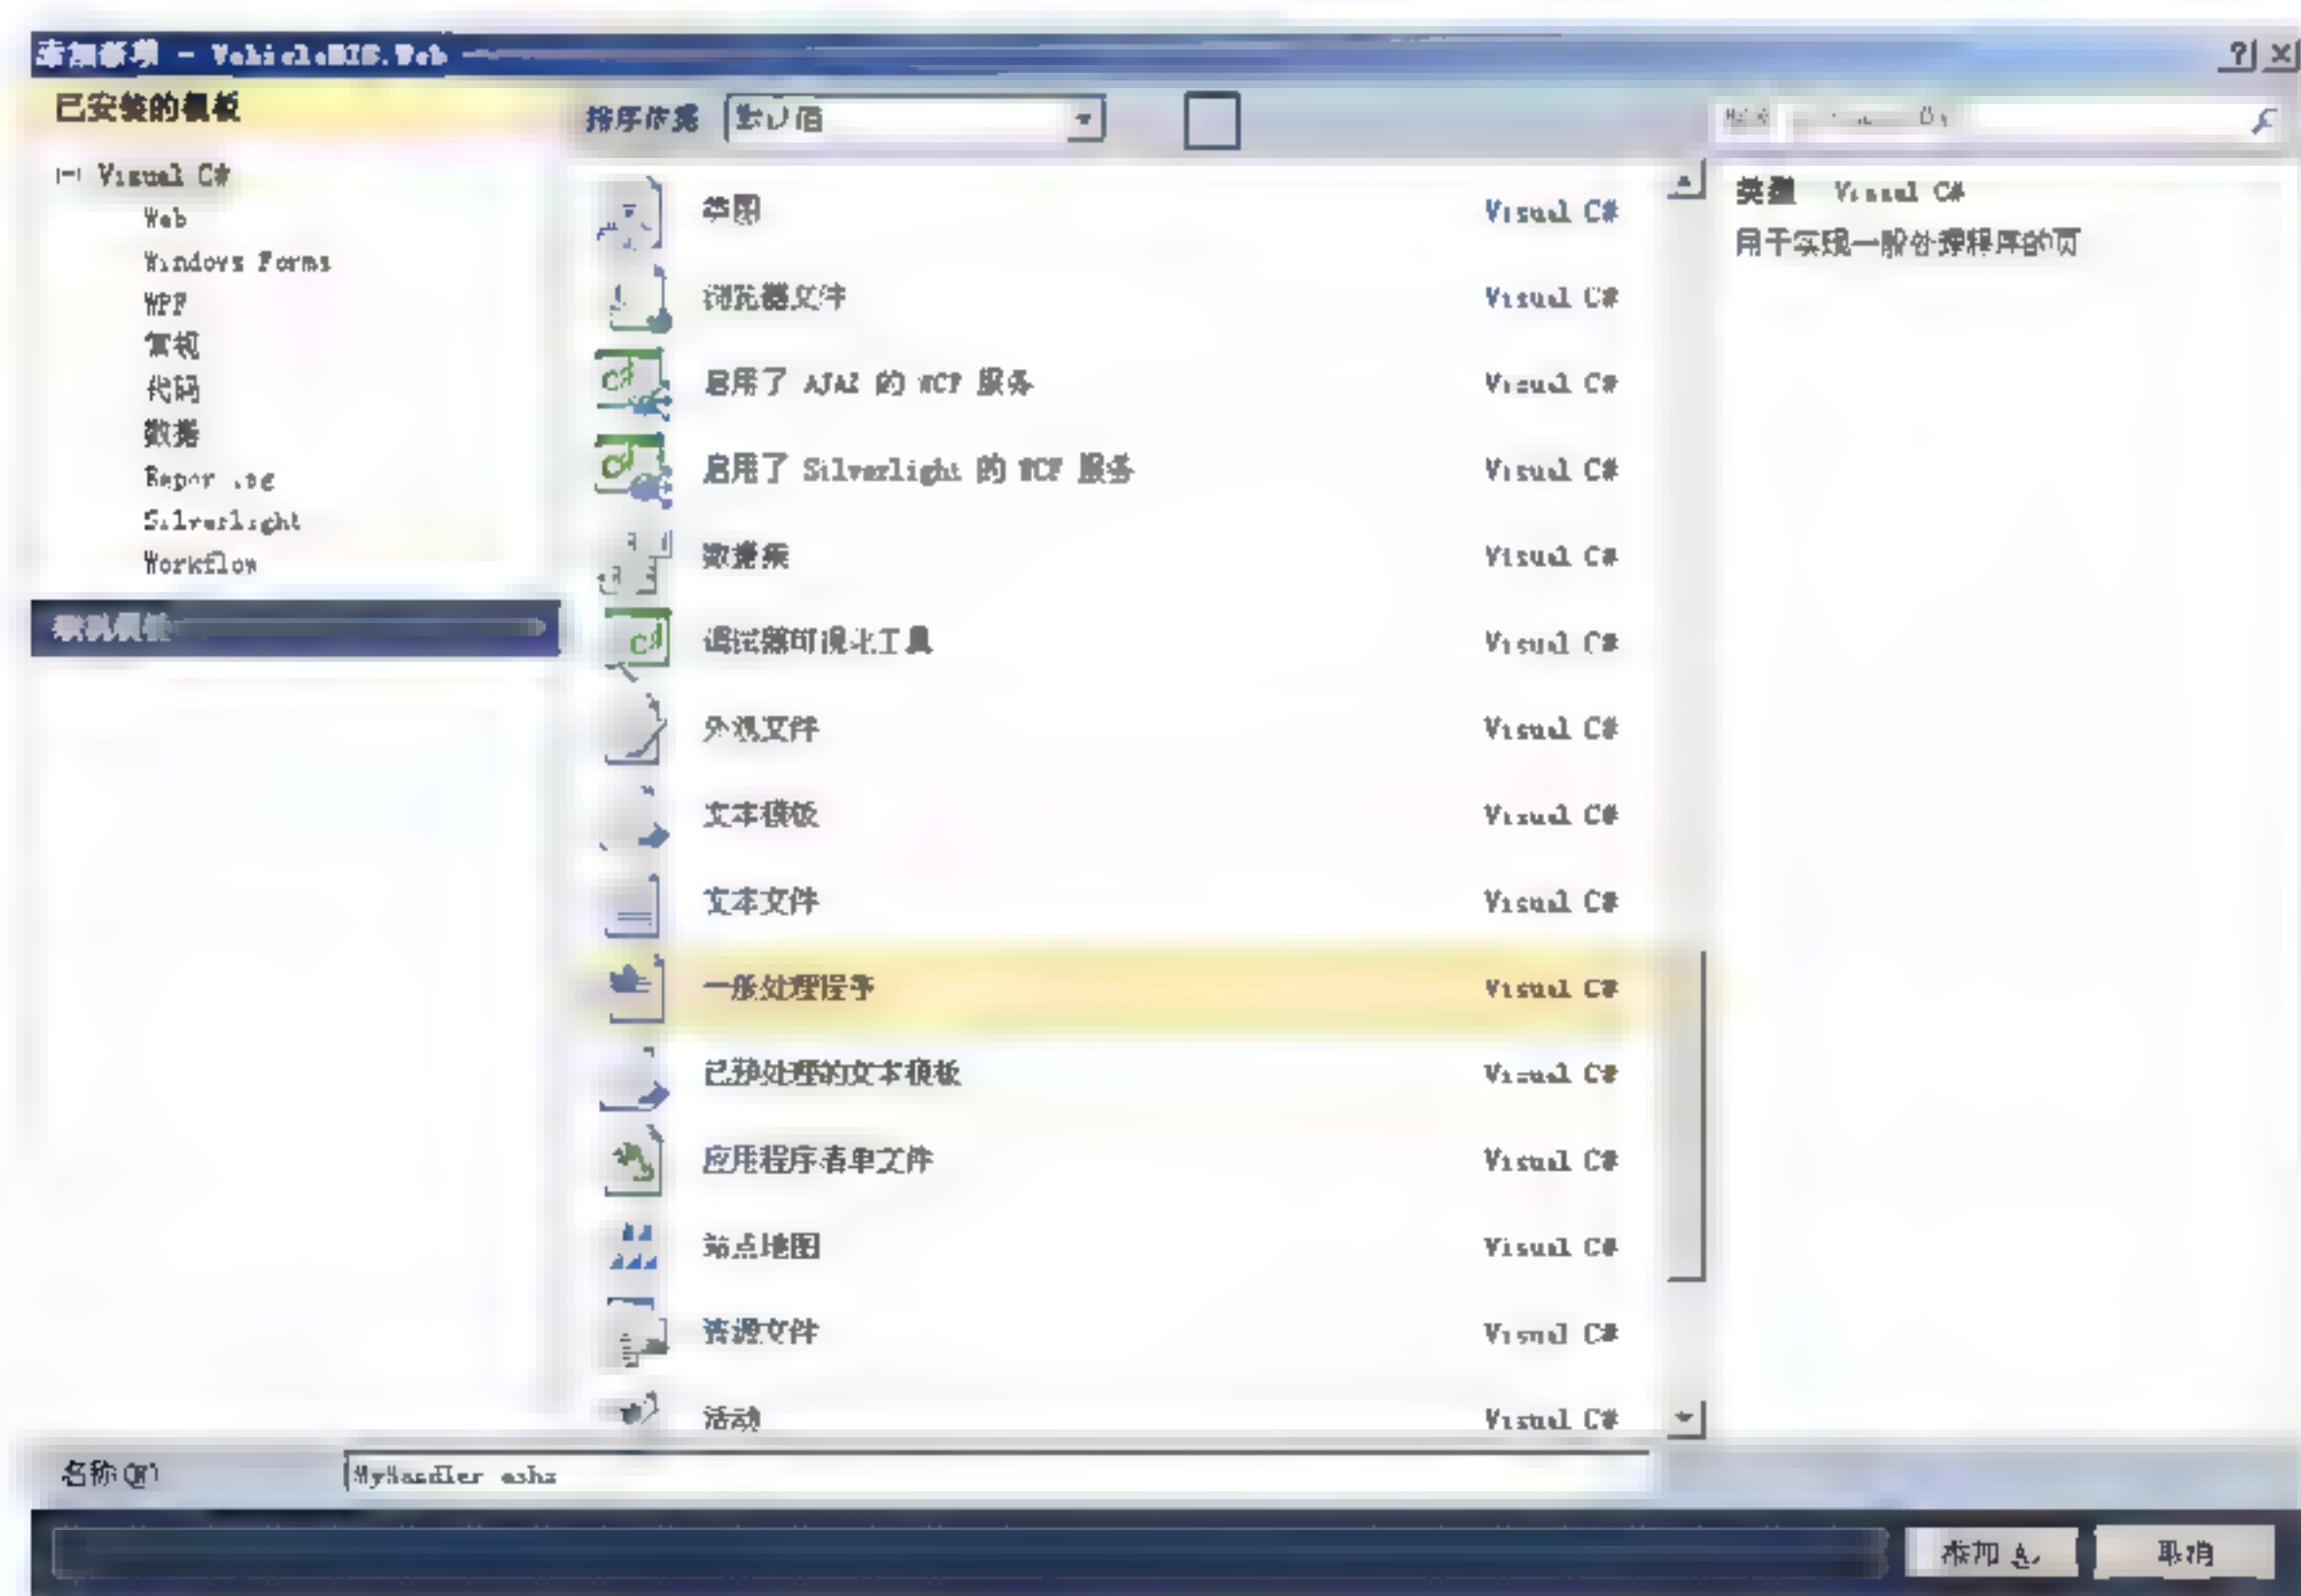 添加新项 - VehicleMIS.Web
已安装的模板
排序依据 默认值
Visual C#
Web
Windows Forms
WPF
常规
代码
数据
Reporting
Silverlight
Workflow
联机模板
类图 Visual C#
浏览器文件 Visual C#
启用了 AJAX 的 WCF 服务 Visual C#
启用了 Silverlight 的 WCF 服务 Visual C#
数据集 Visual C#
调试器可视化工具 Visual C#
外观文件 Visual C#
文本模板 Visual C#
文本文件 Visual C#
一般处理程序 Visual C#
已预处理的文本模板 Visual C#
应用程序清单文件 Visual C#
站点地图 Visual C#
资源文件 Visual C#
活动 Visual C#
类型 Visual C#
用于实现一般处理程序的页
名称(N)
MyHandler.ashx
添加(A)
取消